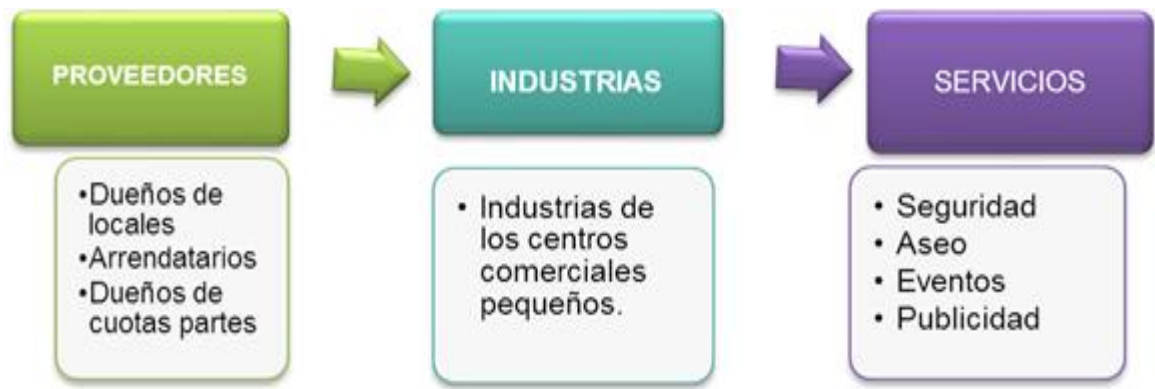 PROVEEDORES
•Dueños de
locales
•Arrendatarios
•Dueños de
cuotas partes
INDUSTRIAS
• Industrias de
los centros
comerciales
pequeños.
SERVICIOS
• Seguridad
• Aseo
• Eventos
• Publicidad